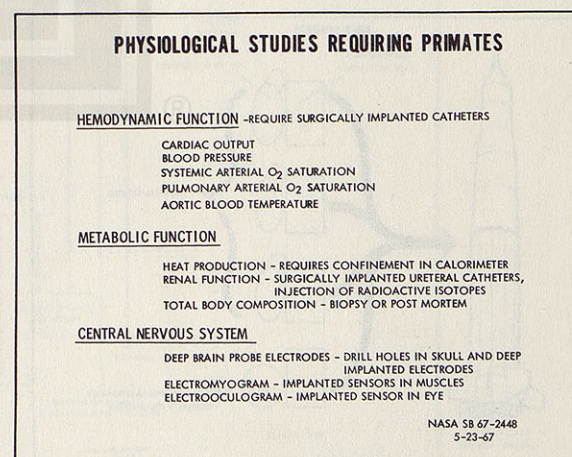 PHYSIOLOGICAL STUDIES REQUIRING PRIMATES
HEMODYNAMIC FUNCTION -REQUIRE SURGICALLY IMPLANTED CATHETERS
CARDIAC OUTPUT
BLOOD PRESSURE
SYSTEMIC ARTERIAL O2 SATURATION
PULMONARY ARTERIAL O2 SATURATION
AORTIC BLOOD TEMPERATURE
METABOLIC FUNCTION
HEAT PRODUCTION - REQUIRES CONFINEMENT IN CALORIMETER
RENAL FUNCTION - SURGICALLY IMPLANTED URETERAL CATHETERS,
INJECTION OF RADIOACTIVE ISOTOPES
TOTAL BODY COMPOSITION - BIOPSY OR POST MORTEM
CENTRAL NERVOUS SYSTEM
DEEP BRAIN PROBE ELECTRODES - DRILL HOLES IN SKULL AND DEEP
IMPLANTED ELECTRODES
ELECTROMYOGRAM - IMPLANTED SENSORS IN MUSCLES
ELECTROOCULOGRAM - IMPLANTED SENSOR IN EYE
NASA SB 67-2448
5-23-67